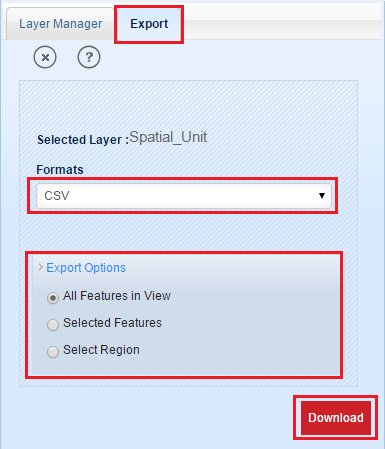 Layer Manager Export
× ?
Selected Layer : Spatial_Unit
Formats
CSV
Export Options
All Features in View
Selected Features
Select Region
Download